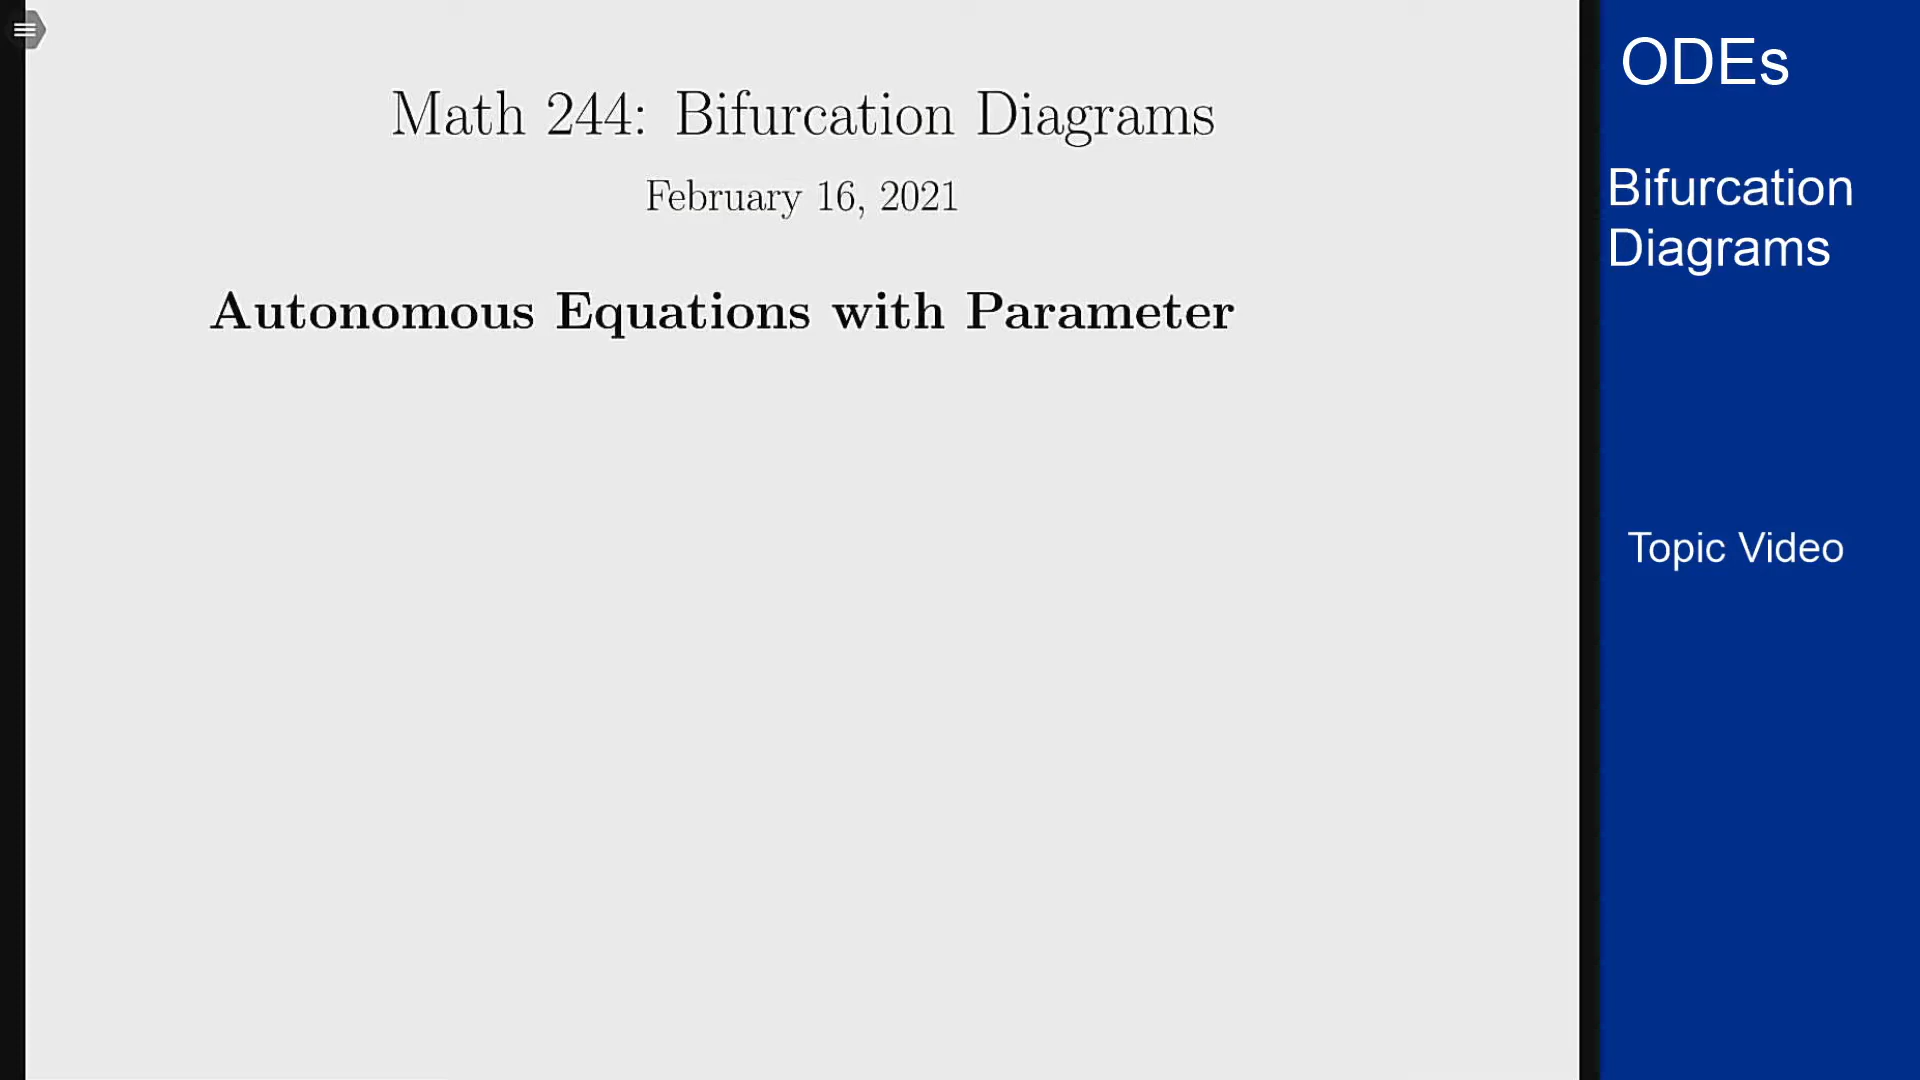 Math 244: Bifurcation Diagrams
February 16, 2021
Autonomous Equations with Parameter
ODEs
Bifurcation
Diagrams
Topic Video